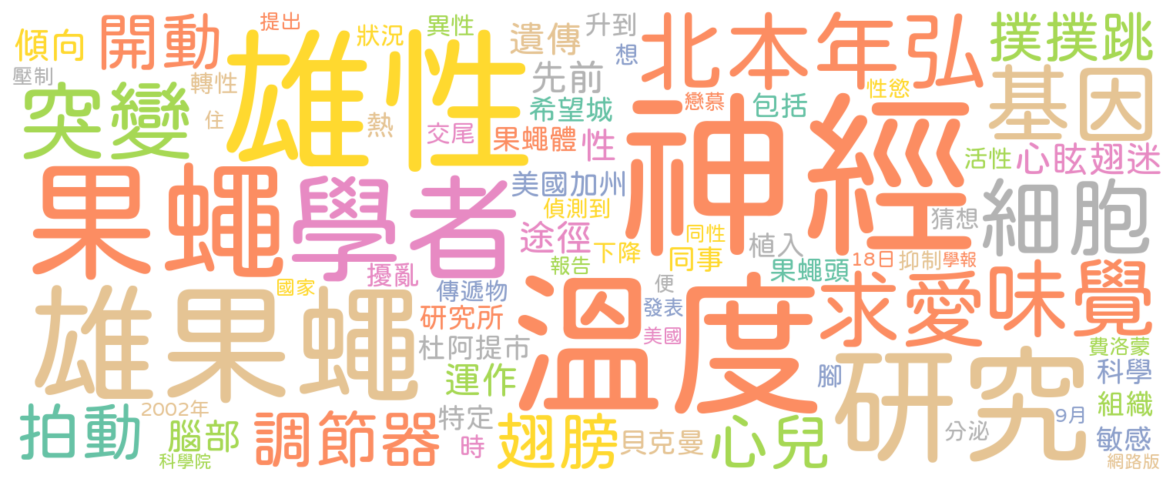 傾向
開動
提出
狀況
異性
遺傳
升到
想
北本年弘
撲撲跳
壓制
轉性
住
熱
雄性
先前
希望城
戀慕
包括
性慾
基因
突變
交尾
果蠅體
性
神經
活性
心眩翅迷
果蠅
學者
美國加州
偵測到
途徑
下降
同性
同事
植入
猜想
細胞
擾亂
報告
果蠅頭
18日
抑制
學報
國家
傳遞物
便
發表
美國
雄果蠅
研究所
杜阿提市
溫度
求愛
味覺
費洛蒙
運作
腳
研究
科學
組織
拍動
2002年
腦部
科學院
調節器
特定
時
翅膀
貝克曼
心兒
分泌
9月
敏感
網路版